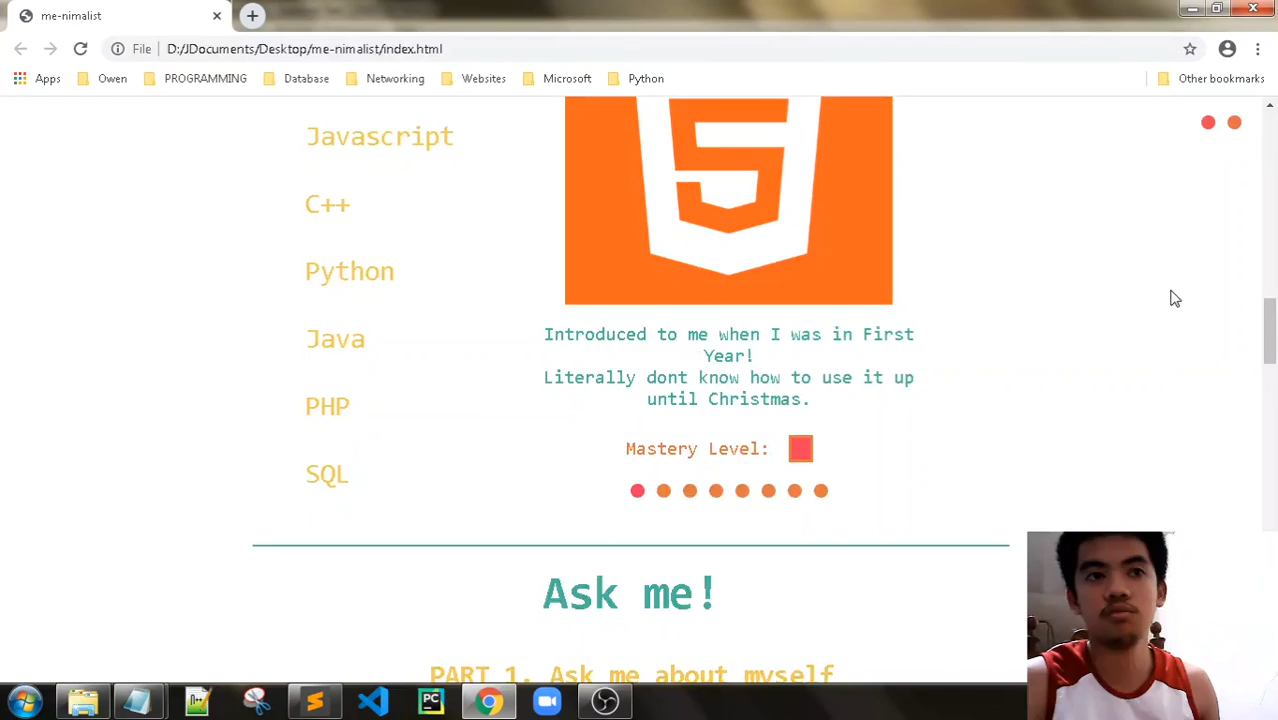 me-nimalist
File D:/JDocuments/Desktop/me-nimalist/index.html
Apps Owen PROGRAMMING Database Networking Websites Microsoft Python Other bookmarks
Javascript
C++
Python
Java
PHP
SQL
5
Introduced to me when I was in First
Year!
Literally dont know how to use it up
until Christmas.
Mastery Level:
Ask me!
PART 1. Ask me about myself
PC